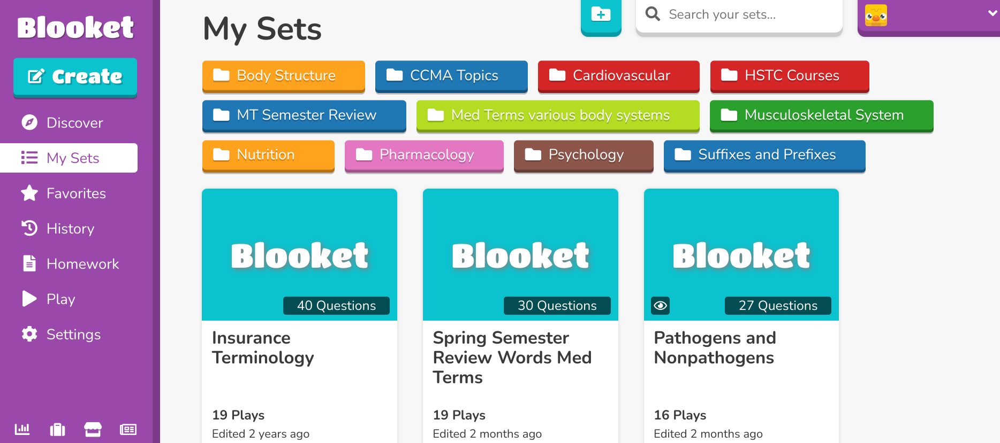 Blooket
Create
Discover
My Sets
Favorites
History
Homework
Play
Settings
My Sets
Search your sets...
Body Structure
CCMA Topics
Cardiovascular
HSTC Courses
MT Semester Review
Med Terms various body systems
Musculoskeletal System
Nutrition
Pharmacology
Psychology
Suffixes and Prefixes
Blooket
40 Questions
Insurance
Terminology
19 Plays
Edited 2 years ago
Blooket
30 Questions
Spring Semester
Review Words Med
Terms
19 Plays
Edited 2 months ago
Blooket
27 Questions
Pathogens and
Nonpathogens
16 Plays
Edited 2 months ago